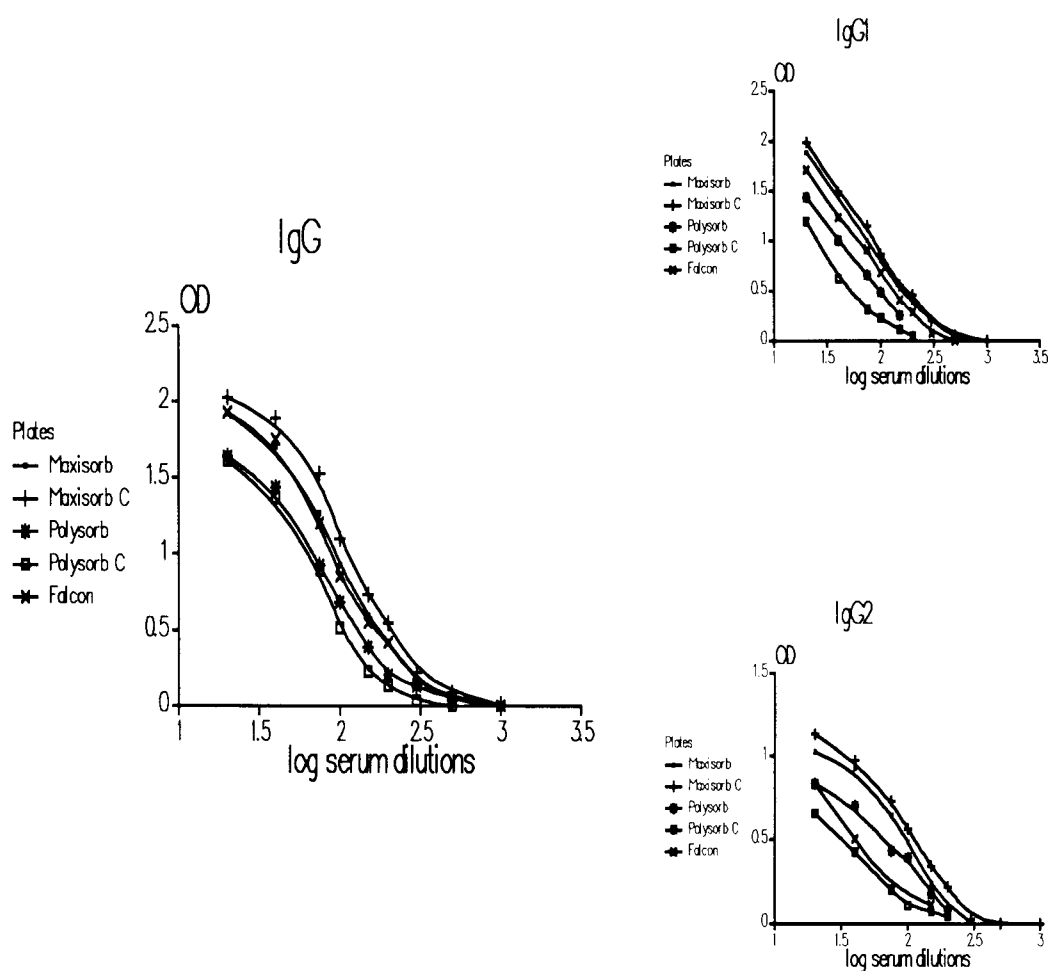 IgG
OD
2.5
2
1.5
1
0.5
0
1 1.5 2 2.5 3 3.5
log serum dilutions
Plates
Maxisorb
Maxisorb C
Polysorb
Polysorb C
Falcon
IgG1
OD
2.5
2
1.5
1
0.5
0
1 1.5 2 2.5 3 3.5
log serum dilutions
Plates
Maxisorb
Maxisorb C
Polysorb
Polysorb C
Falcon
IgG2
OD
1.5
1
0.5
0
1 1.5 2 2.5 3
log serum dilutions
Plates
Maxisorb
Maxisorb C
Polysorb
Polysorb C
Falcon